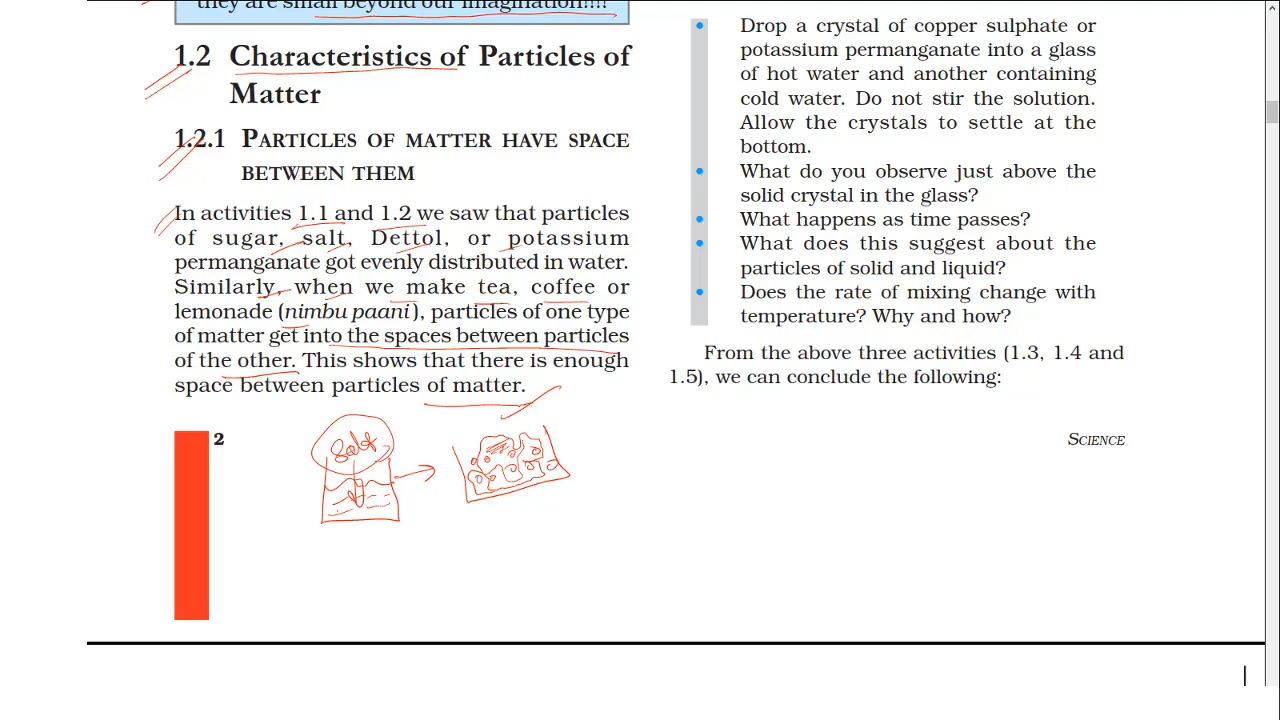 they are small beyond our imagination!!!!
1.2 Characteristics of Particles of
Matter
1.2.1 PARTICLES OF MATTER HAVE SPACE
BETWEEN THEM
In activities 1.1 and 1.2 we saw that particles
of sugar, salt, Dettol, or potassium
permanganate got evenly distributed in water.
Similarly, when we make tea, coffee or
lemonade (nimbu paani), particles of one type
of matter get into the spaces between particles
of the other. This shows that there is enough
space between particles of matter.
Salt
2
• Drop a crystal of copper sulphate or
potassium permanganate into a glass
of hot water and another containing
cold water. Do not stir the solution.
Allow the crystals to settle at the
bottom.
• What do you observe just above the
solid crystal in the glass?
• What happens as time passes?
• What does this suggest about the
particles of solid and liquid?
• Does the rate of mixing change with
temperature? Why and how?
From the above three activities (1.3, 1.4 and
1.5), we can conclude the following:
SCIENCE